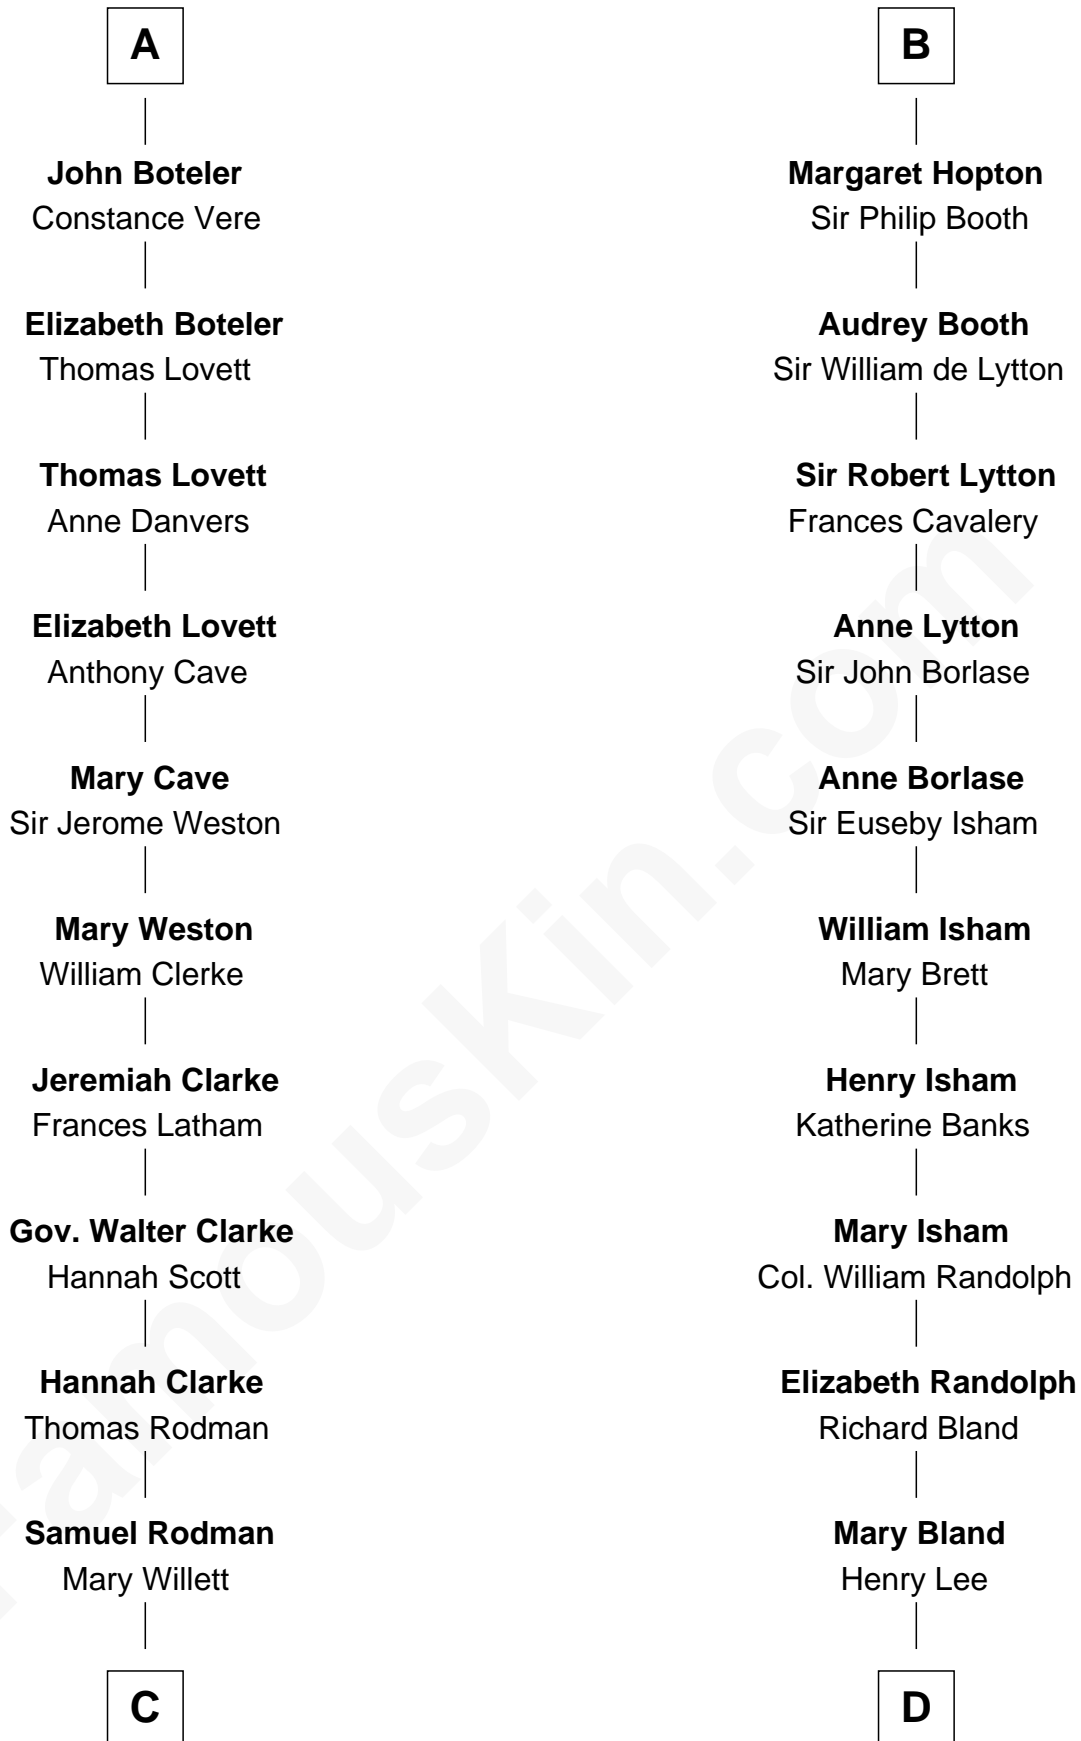 A
John Boteler
Constance Vere
Elizabeth Boteler
Thomas Lovett
Thomas Lovett
Anne Danvers
Elizabeth Lovett
Anthony Cave
Mary Cave
Sir Jerome Weston
Mary Weston
William Clerke
Jeremiah Clarke
Frances Latham
Gov. Walter Clarke
Hannah Scott
Hannah Clarke
Thomas Rodman
Samuel Rodman
Mary Willett
C
B
Margaret Hopton
Sir Philip Booth
Audrey Booth
Sir William de Lytton
Sir Robert Lytton
Frances Cavalery
Anne Lytton
Sir John Borlase
Anne Borlase
Sir Euseby Isham
William Isham
Mary Brett
Henry Isham
Katherine Banks
Mary Isham
Col. William Randolph
Elizabeth Randolph
Richard Bland
Mary Bland
Henry Lee
D
FamousKin.com